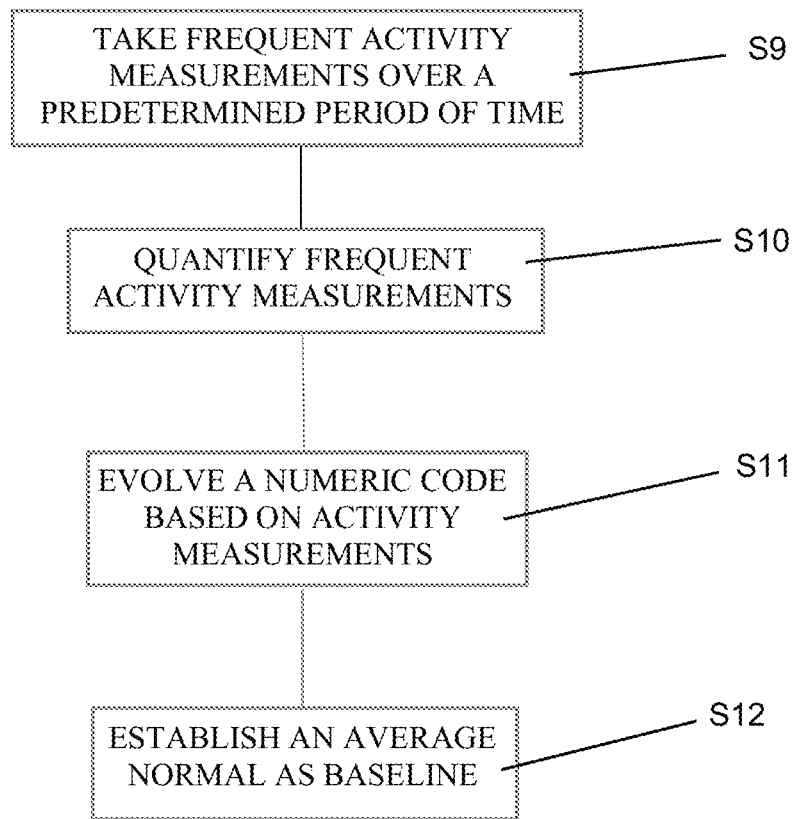 TAKE FREQUENT ACTIVITY
MEASUREMENTS OVER A
PREDETERMINED PERIOD OF TIME
S9
QUANTIFY FREQUENT
ACTIVITY MEASUREMENTS
S10
EVOLVE A NUMERIC CODE
BASED ON ACTIVITY
MEASUREMENTS
S11
ESTABLISH AN AVERAGE
NORMAL AS BASELINE
S12